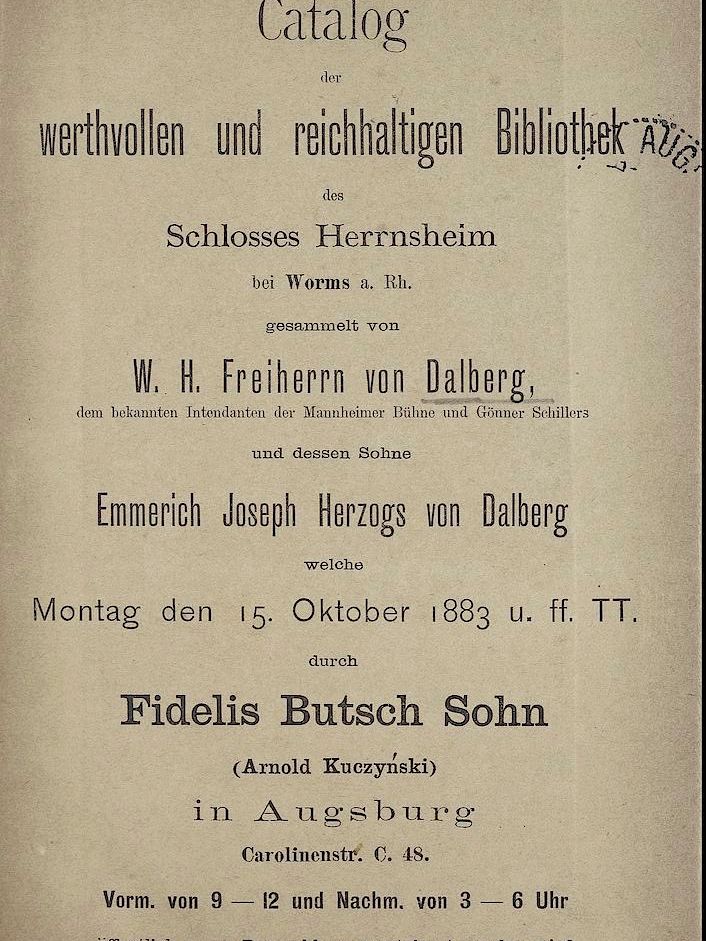 Catalog
der
werthvollen und reichhaltigen Bibliothek
AUG.
des
Schlosses Herrnsheim
bei Worms a. Rh.
gesammelt von
W. H. Freiherrn von Dalberg,
dem bekannten Intendanten der Mannheimer Bühne und Gönner Schillers
und dessen Sohne
Emmerich Joseph Herzogs von Dalberg
welche
Montag den 15. Oktober 1883 u. ff. TT.
durch
Fidelis Butsch Sohn
(Arnold Kuczyński)
in Augsburg
Carolinenstr. C. 48.
Vorm. von 9 — 12 und Nachm. von 3 — 6 Uhr